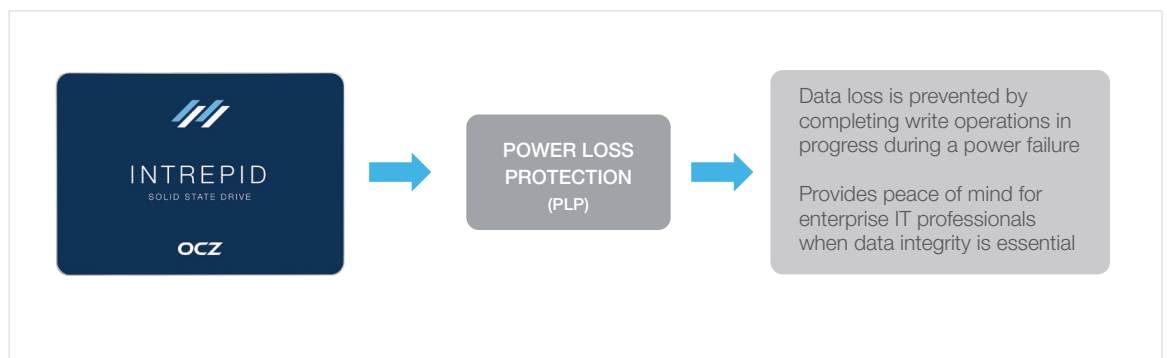 INTREPID
SOLID STATE DRIVE
OCZ
POWER LOSS
PROTECTION
(PLP)
Data loss is prevented by
completing write operations in
progress during a power failure
Provides peace of mind for
enterprise IT professionals
when data integrity is essential